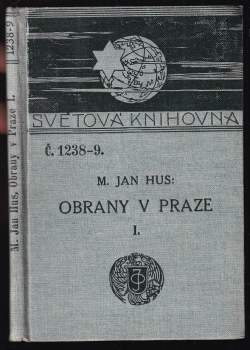 SVĚTOVÁ KNIHOVNA
Č. 1238-9.
M. JAN HUS:
OBRANY V PRAZE
I.
M. Jan Hus, Obrany v Praze I.
1238-9